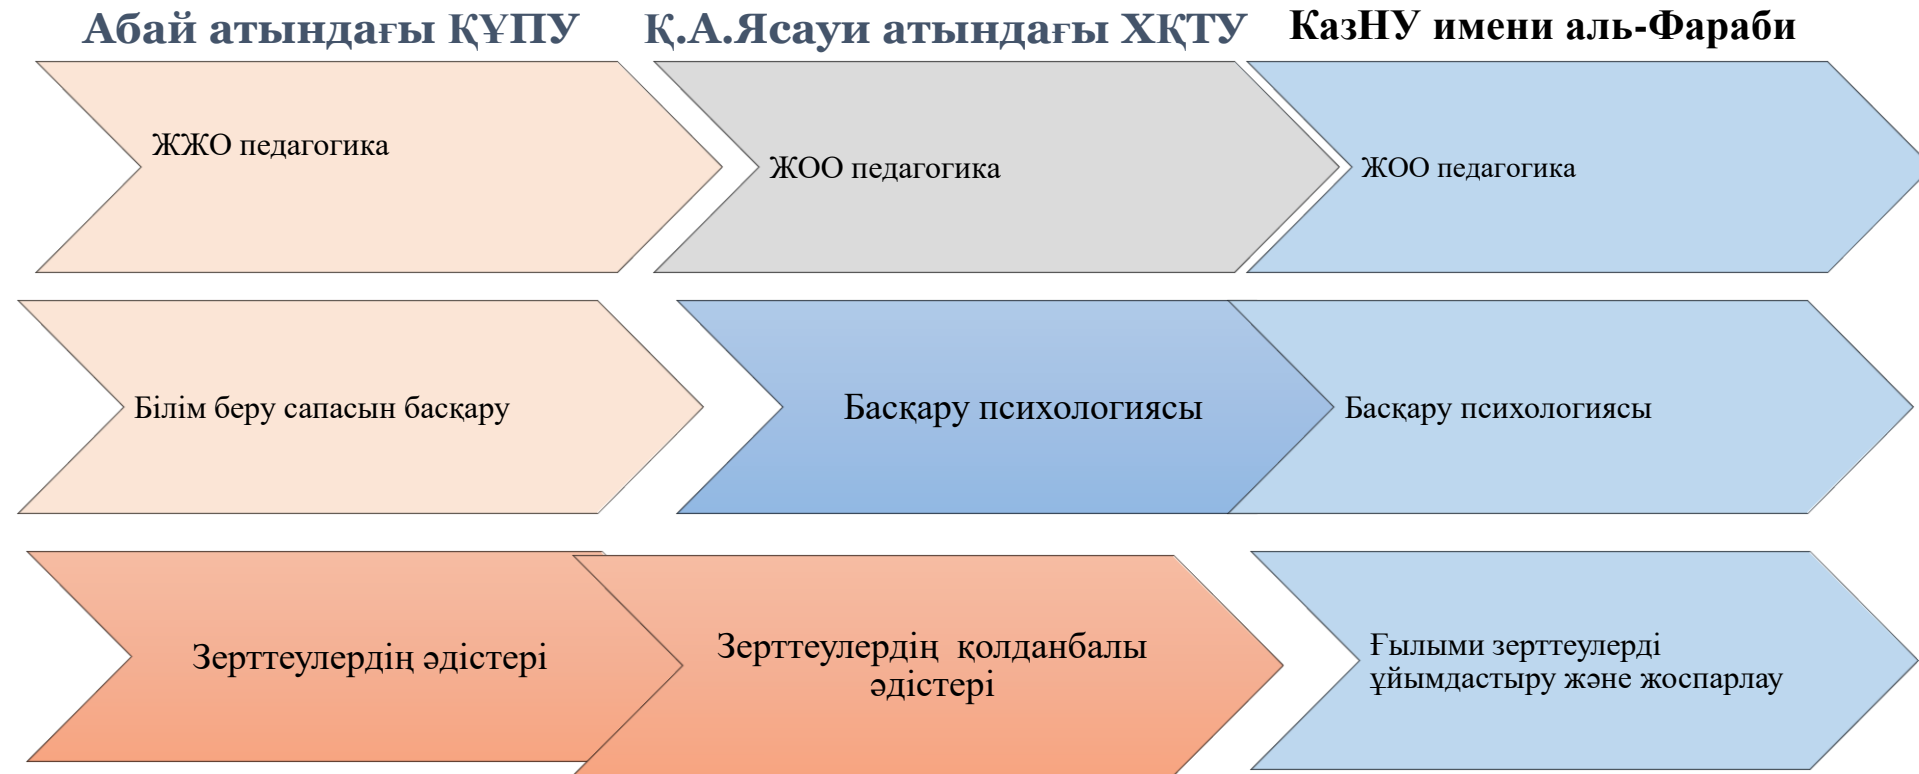 Абай атындағы ҚҰПУ
Қ.А.Ясауи атындағы ХҚТУ
КазНУ имени аль-Фараби
ЖЖО педагогика
ЖОО педагогика
ЖОО педагогика
Білім беру сапасын басқару
Басқару психологиясы
Басқару психологиясы
Зерттеулердің әдістері
Зерттеулердің қолданбалы
әдістері
Ғылыми зерттеулерді
ұйымдастыру және жоспарлау